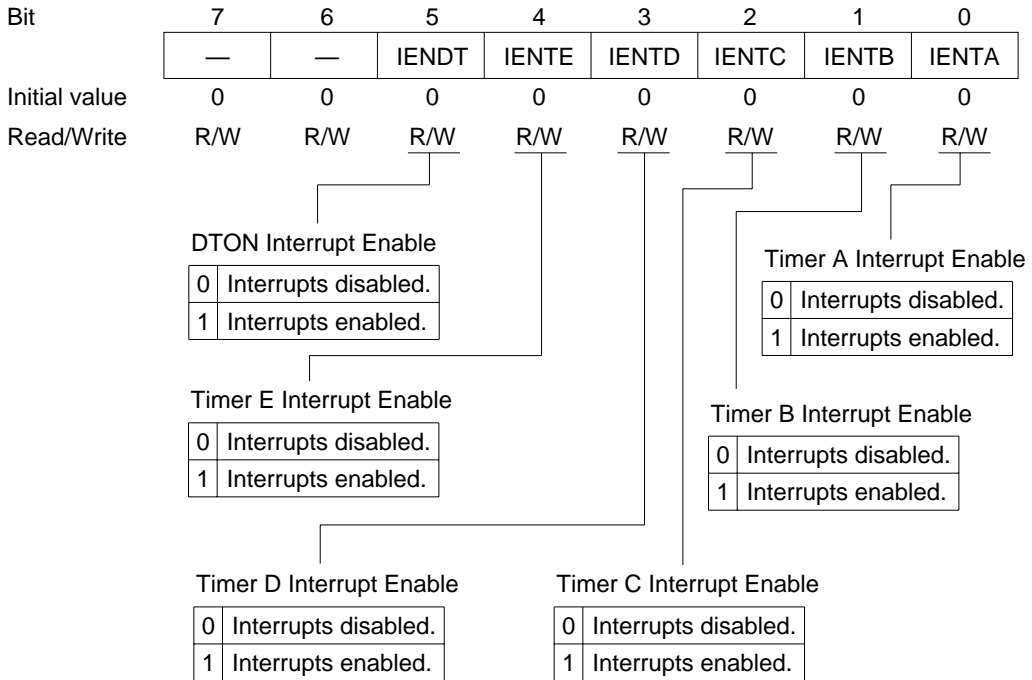 Bit 7 6 5 4 3 2 1 0
— — IENDT IENTE IENTD IENTC IENTB IENTA
Initial value 0 0 0 0 0 0 0 0
Read/Write R/W R/W R/W R/W R/W R/W R/W R/W
DTON Interrupt Enable
0 Interrupts disabled.
1 Interrupts enabled.
Timer A Interrupt Enable
0 Interrupts disabled.
1 Interrupts enabled.
Timer E Interrupt Enable
0 Interrupts disabled.
1 Interrupts enabled.
Timer B Interrupt Enable
0 Interrupts disabled.
1 Interrupts enabled.
Timer D Interrupt Enable
0 Interrupts disabled.
1 Interrupts enabled.
Timer C Interrupt Enable
0 Interrupts disabled.
1 Interrupts enabled.